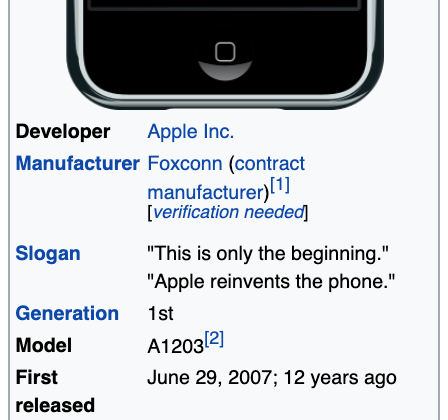 Developer Apple Inc.
Manufacturer Foxconn (contract
manufacturer)[1]
[verification needed]
Slogan "This is only the beginning."
"Apple reinvents the phone."
Generation 1st
Model A1203[2]
First June 29, 2007; 12 years ago
released